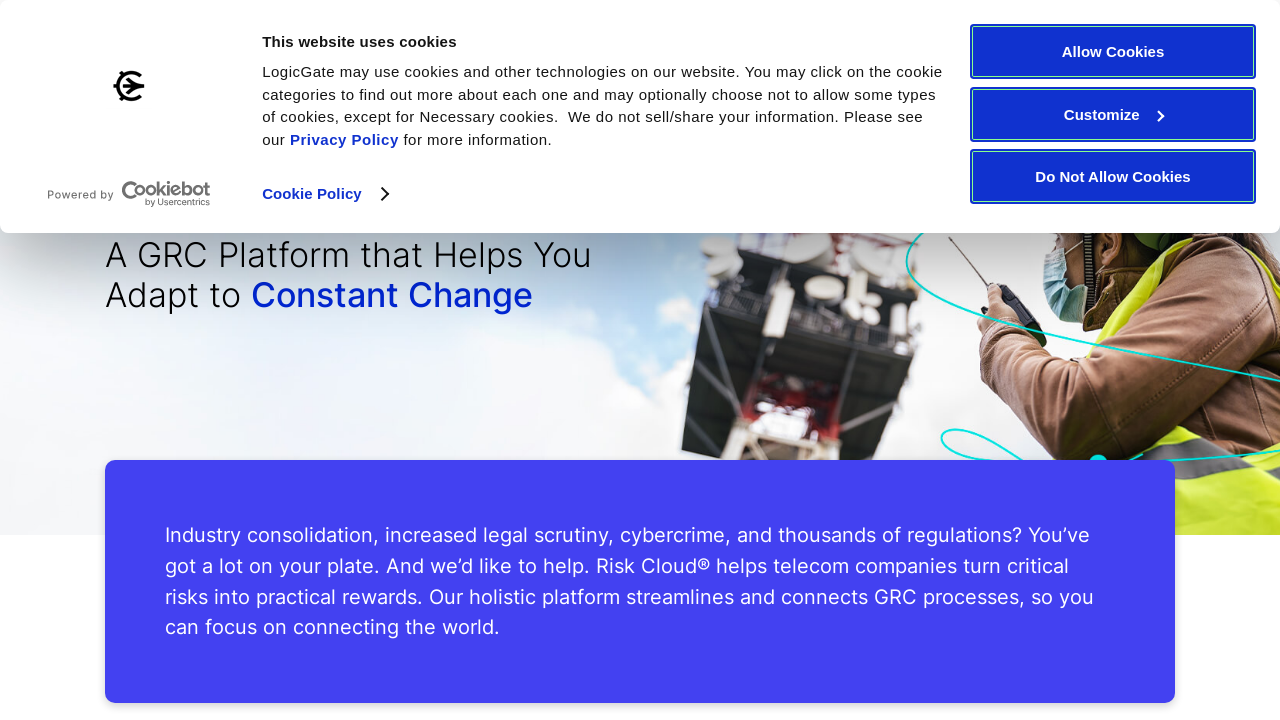 This website uses cookies
LogicGate may use cookies and other technologies on our website. You may click on the cookie
categories to find out more about each one and may optionally choose not to allow some types
of cookies, except for Necessary cookies.  We do not sell/share your information. Please see
our Privacy Policy for more information.
Cookie Policy
Powered by Cookiebot
by Usercentrics
Allow Cookies
Customize
Do Not Allow Cookies
A GRC Platform that Helps You
Adapt to Constant Change
Industry consolidation, increased legal scrutiny, cybercrime, and thousands of regulations? You’ve
got a lot on your plate. And we’d like to help. Risk Cloud® helps telecom companies turn critical
risks into practical rewards. Our holistic platform streamlines and connects GRC processes, so you
can focus on connecting the world.